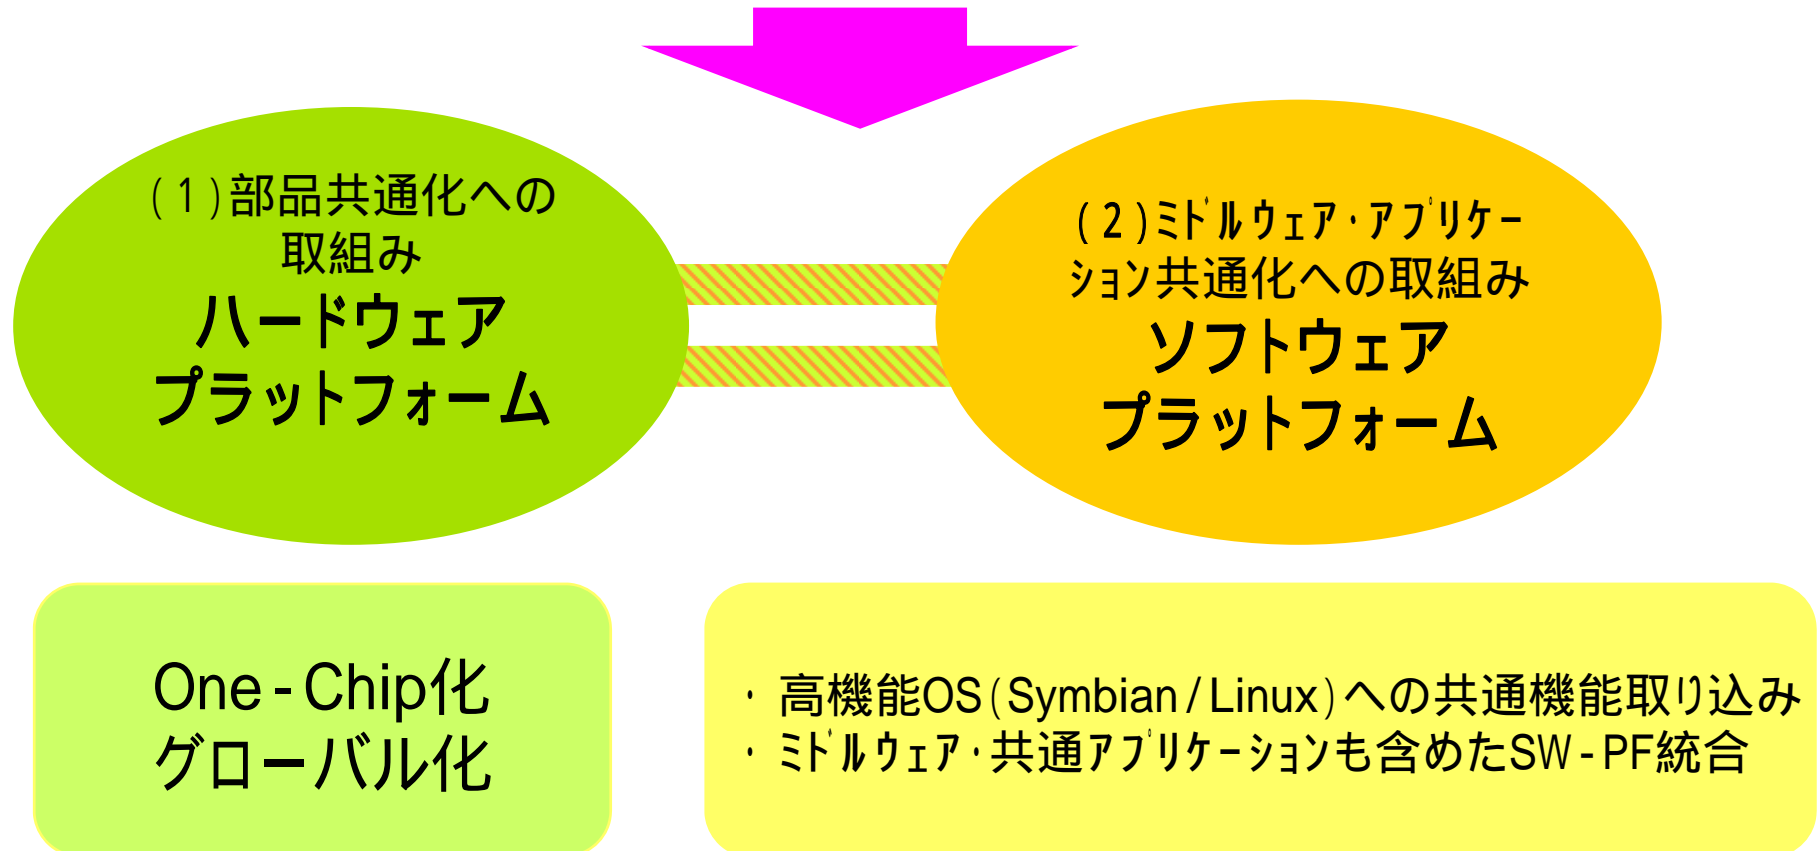 (1)部品共通化への
取組み
ハードウェア
プラットフォーム
(2)ﾐﾄﾞﾙｳｪｱ・ｱﾌﾟﾘｹｰ
ｼｮﾝ共通化への取組み
ソフトウェア
プラットフォーム
One-Chip化
グローバル化
・高機能OS(Symbian/Linux)への共通機能取り込み
・ﾐﾄﾞﾙｳｪｱ・共通ｱﾌﾟﾘｹｰｼｮﾝも含めたSW-PF統合